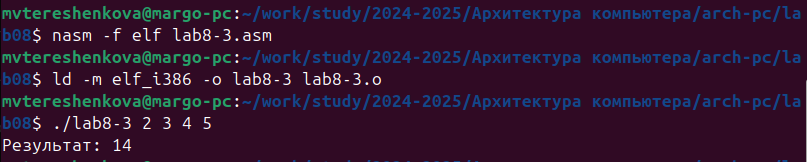 mvtereshenkova@margo-pc:~/work/study/2024-2025/Архитектура компьютера/arch-pc/la
b08$ nasm -f elf lab8-3.asm
mvtereshenkova@margo-pc:~/work/study/2024-2025/Архитектура компьютера/arch-pc/la
b08$ ld -m elf_i386 -o lab8-3 lab8-3.o
mvtereshenkova@margo-pc:~/work/study/2024-2025/Архитектура компьютера/arch-pc/la
b08$ ./lab8-3 2 3 4 5
Результат: 14